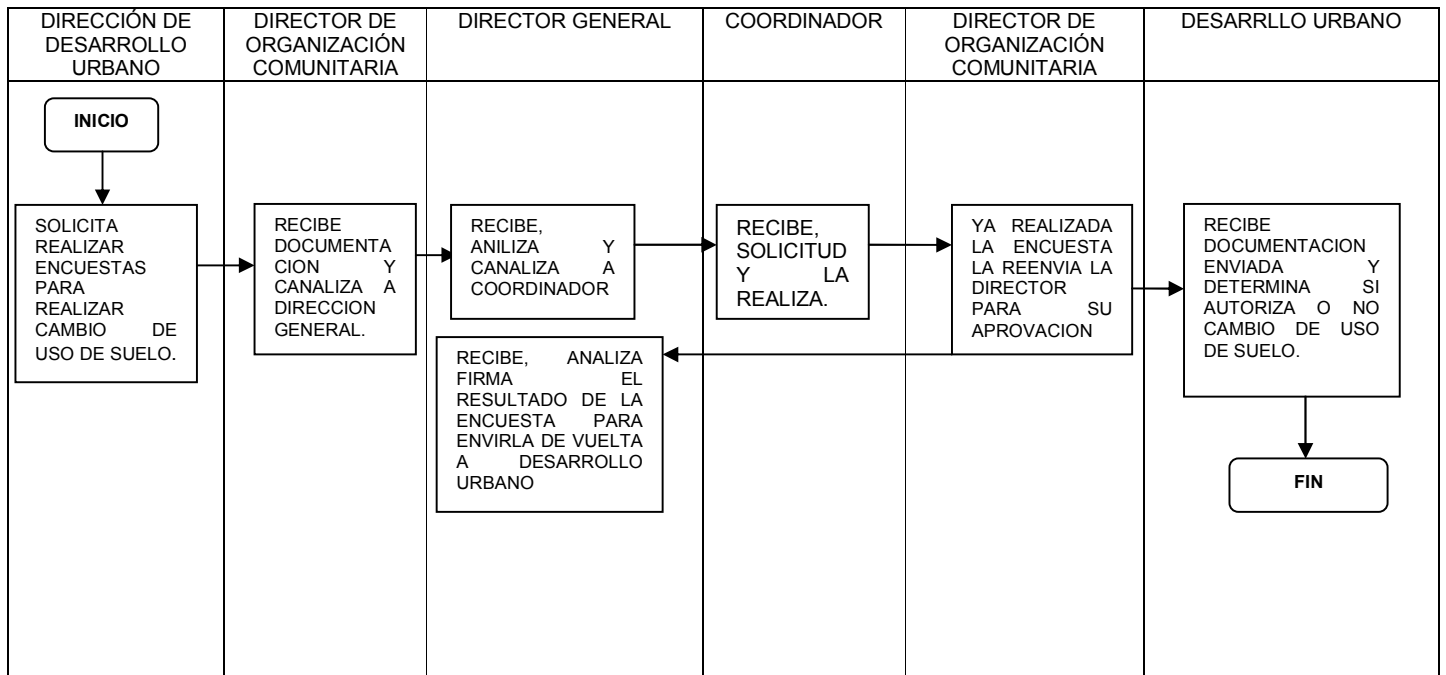 DIRECCIÓN DE
DESARROLLO
URBANO
DIRECTOR DE
ORGANIZACIÓN
COMUNITARIA
DIRECTOR GENERAL
COORDINADOR
DIRECTOR DE
ORGANIZACIÓN
COMUNITARIA
DESARRLLO URBANO
INICIO
SOLICITA
REALIZAR
ENCUESTAS
PARA
REALIZAR
CAMBIO DE
USO DE SUELO.
RECIBE
DOCUMENTA
CION Y
CANALIZA A
DIRECCION
GENERAL.
RECIBE,
ANILIZA Y
CANALIZA A
COORDINADOR
RECIBE,
SOLICITUD
Y LA
REALIZA.
YA REALIZADA
LA ENCUESTA
LA REENVIA LA
DIRECTOR
PARA SU
APROVACION
RECIBE
DOCUMENTACION
ENVIADA Y
DETERMINA SI
AUTORIZA O NO
CAMBIO DE USO
DE SUELO.
RECIBE, ANALIZA
FIRMA EL
RESULTADO DE LA
ENCUESTA PARA
ENVIRLA DE VUELTA
A DESARROLLO
URBANO
FIN